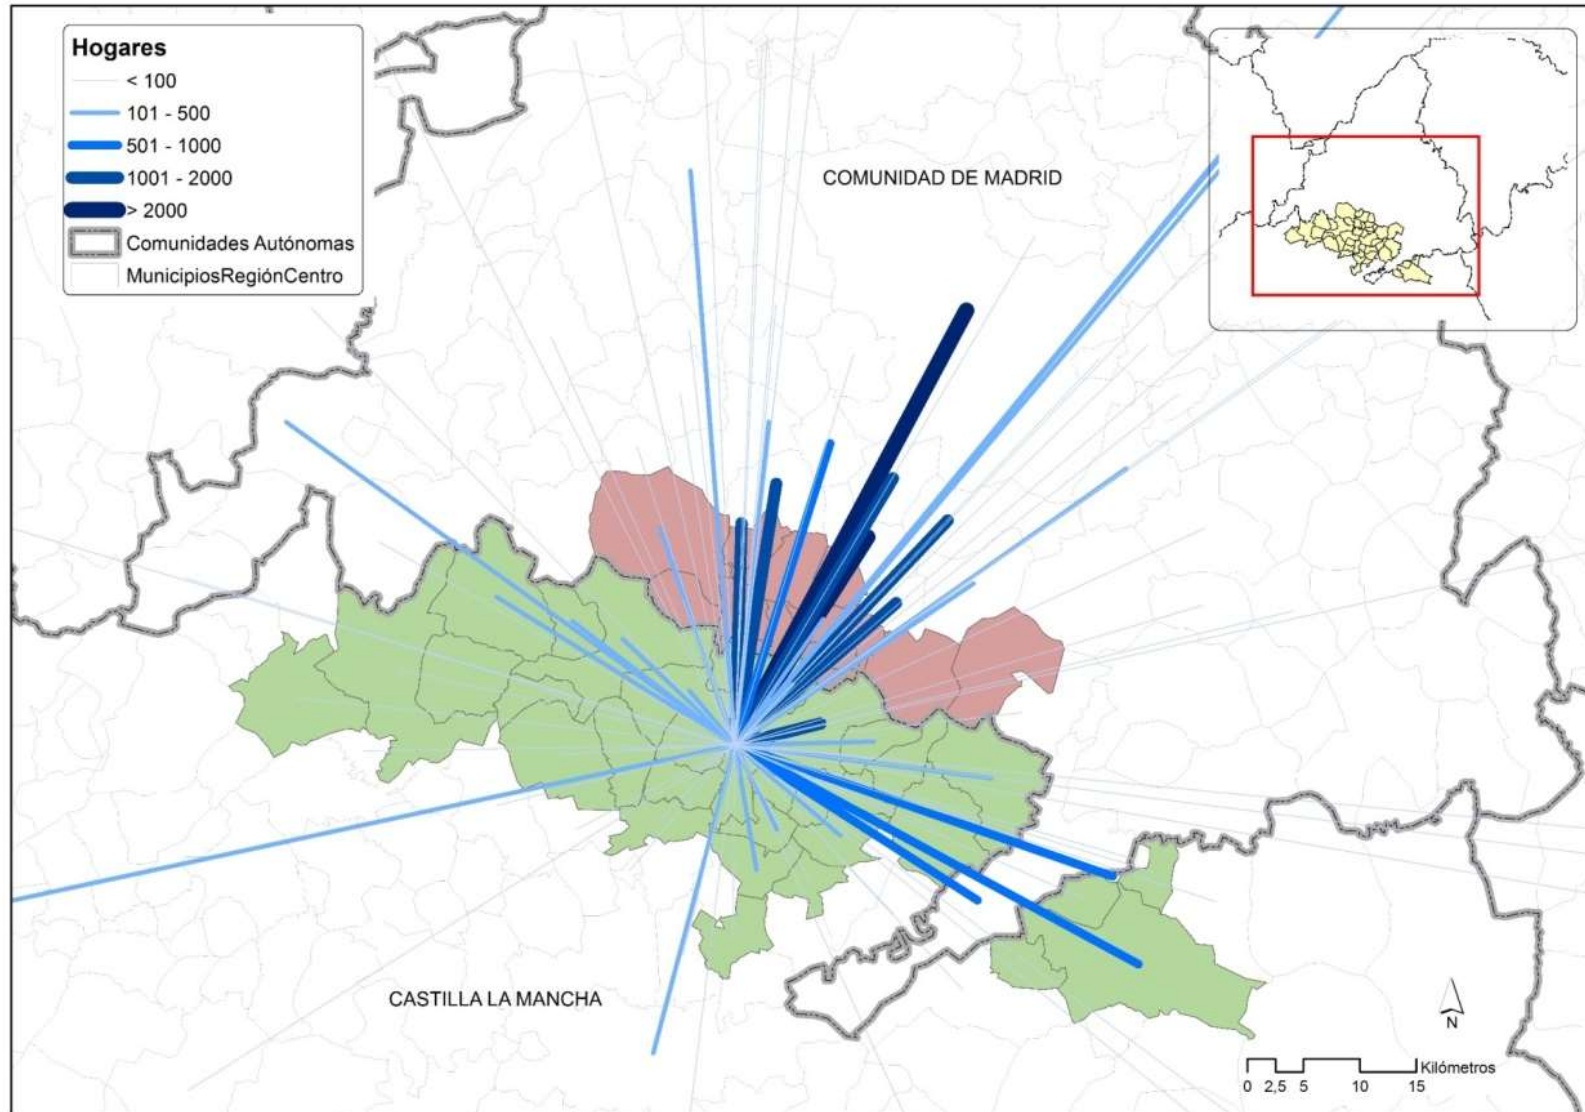 Hogares
< 100
101 - 500
501 - 1000
1001 - 2000
> 2000
Comunidades Autónomas
MunicipiosRegiónCentro
COMUNIDAD DE MADRID
CASTILLA LA MANCHA
N
Kilómetros
0 2,5 5 10 15